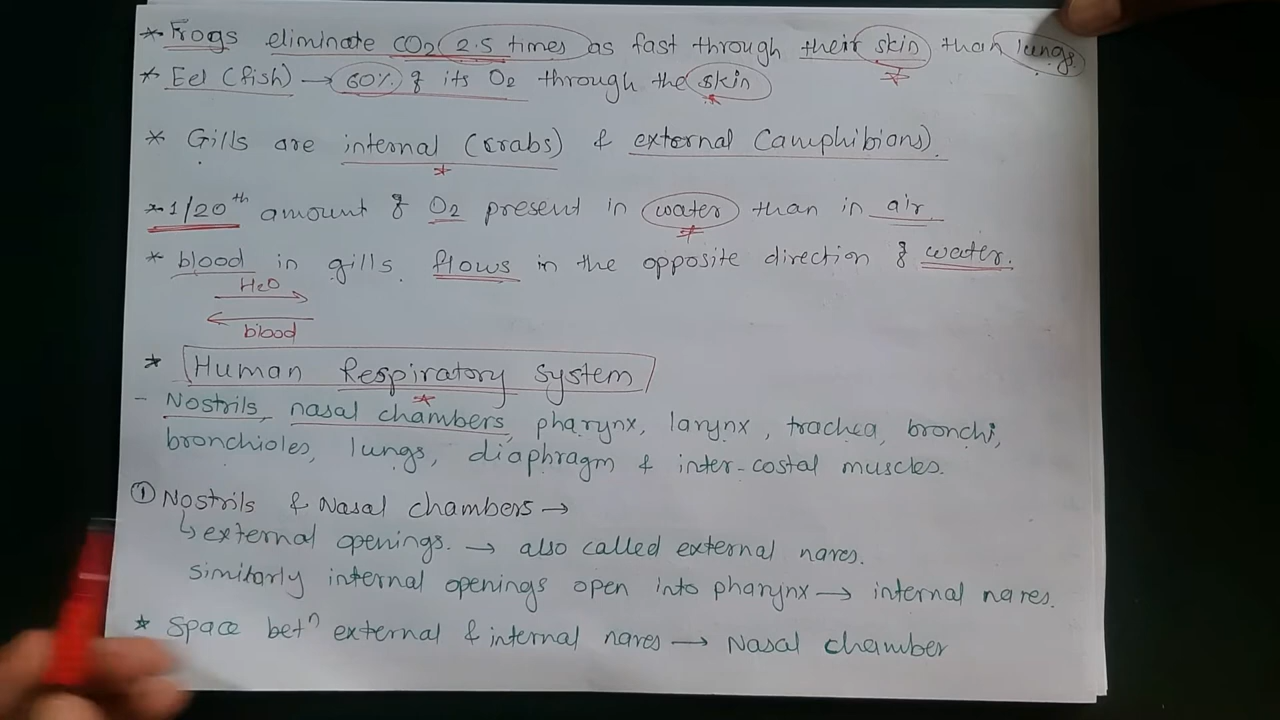 * Frogs eliminate CO2 2.5 times as fast through their skin than lungs
* Eel (fish) → 60% of its O2 through the skin
* Gills are internal (crabs) & external (amphibians).
* 1/20th amount of O2 present in water than in air
* blood in gills flows in the opposite direction of water.
H2O
blood
* Human Respiratory System
- Nostrils, nasal chambers, pharynx, larynx, trachea, bronchi,
bronchioles, lungs, diaphragm & inter-costal muscles.
① Nostrils & Nasal chambers →
↳ external openings. → also called external nares.
Similarly internal openings open into pharynx → internal nares.
* Space betn external & internal nares → Nasal chamber